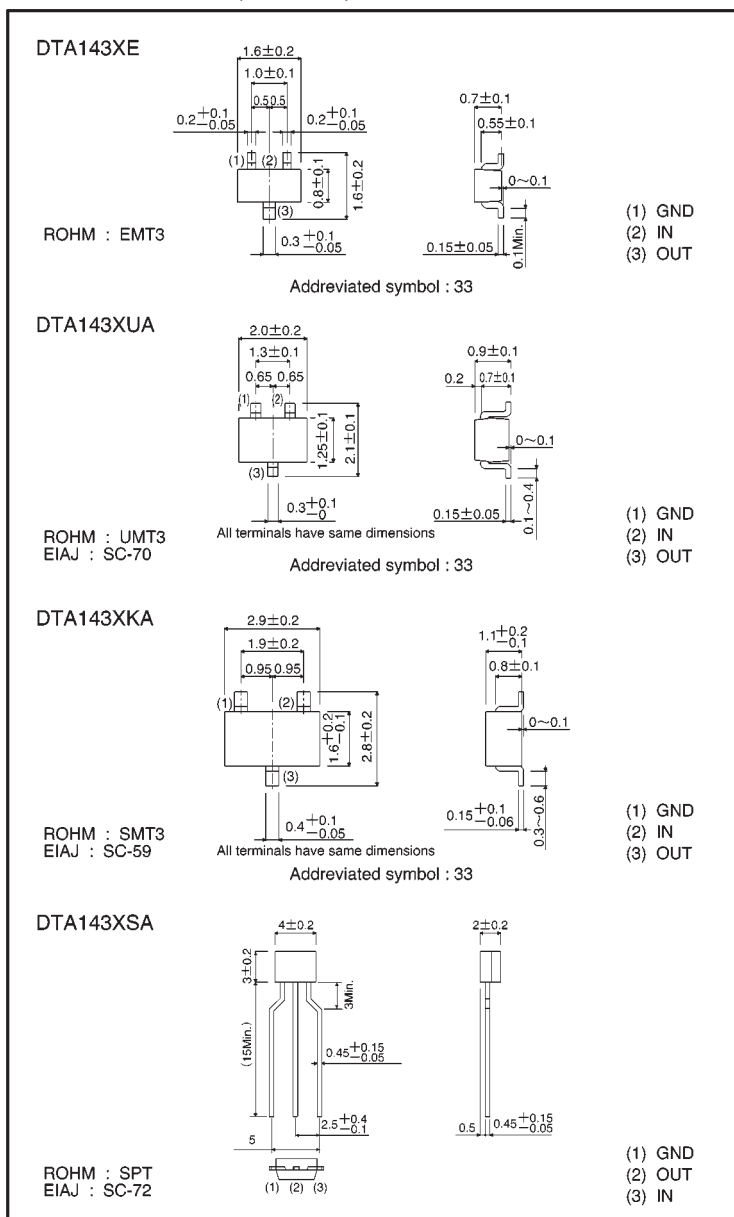 DTA143XE
1.6±0.2
1.0±0.1
0.5 0.5
0.2+0.1−0.05
0.2+0.1−0.05
(1)
(2)
(3)
0.8±0.1
1.6±0.2
0.3+0.1−0.05
0.7±0.1
0.55±0.1
0~0.1
0.15±0.05
0.1Min.
ROHM : EMT3
(1) GND
(2) IN
(3) OUT
Addreviated symbol : 33
DTA143XUA
2.0±0.2
1.3±0.1
0.65 0.65
(1)
(2)
(3)
1.25±0.1
2.1±0.1
0.3+0.1−0
All terminals have same dimensions
0.9±0.1
0.2
0.7±0.1
0~0.1
0.15±0.05
0.1~0.4
ROHM : UMT3
EIAJ : SC-70
(1) GND
(2) IN
(3) OUT
Addreviated symbol : 33
DTA143XKA
2.9±0.2
1.9±0.2
0.95 0.95
(1)
(2)
(3)
1.6+0.2−0.1
2.8±0.2
0.4+0.1−0.05
All terminals have same dimensions
1.1+0.2−0.1
0.8±0.1
0~0.1
0.15+0.1−0.06
0.3~0.6
ROHM : SMT3
EIAJ : SC-59
(1) GND
(2) IN
(3) OUT
Addreviated symbol : 33
DTA143XSA
4±0.2
3±0.2
(15Min.)
3Min.
0.45+0.15−0.05
2.5+0.4−0.1
5
(1) (2) (3)
2±0.2
0.5
0.45+0.15−0.05
ROHM : SPT
EIAJ : SC-72
(1) GND
(2) OUT
(3) IN